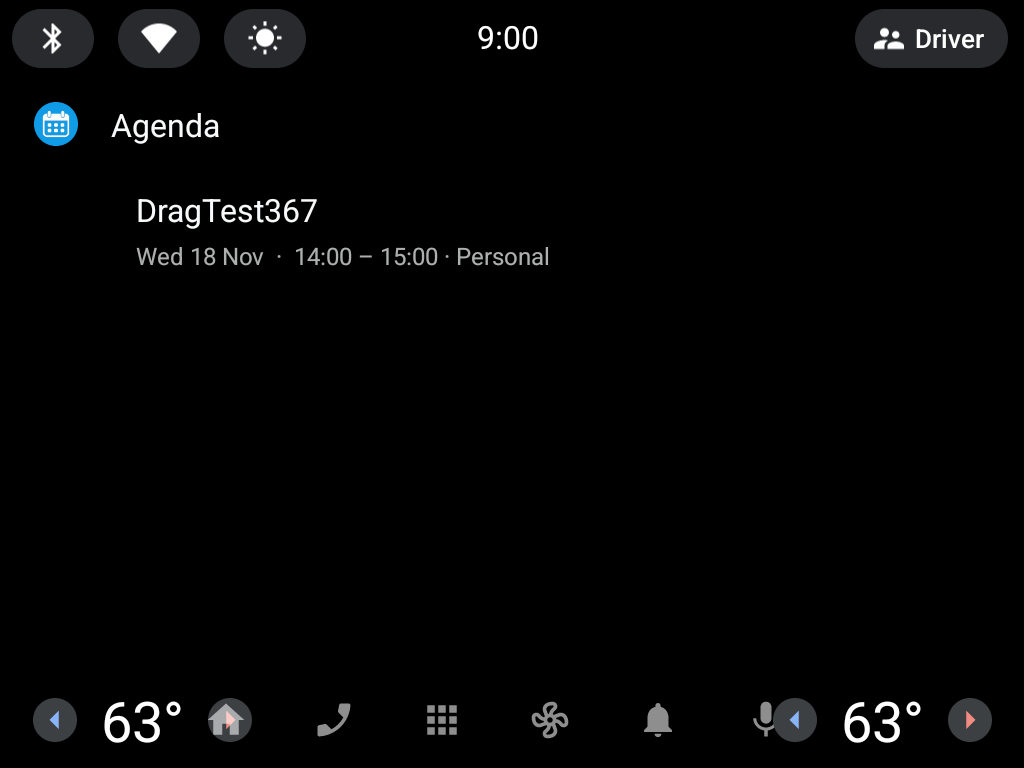 9:00
Driver
Agenda
DragTest367
Wed 18 Nov · 14:00 – 15:00 · Personal
63°
63°